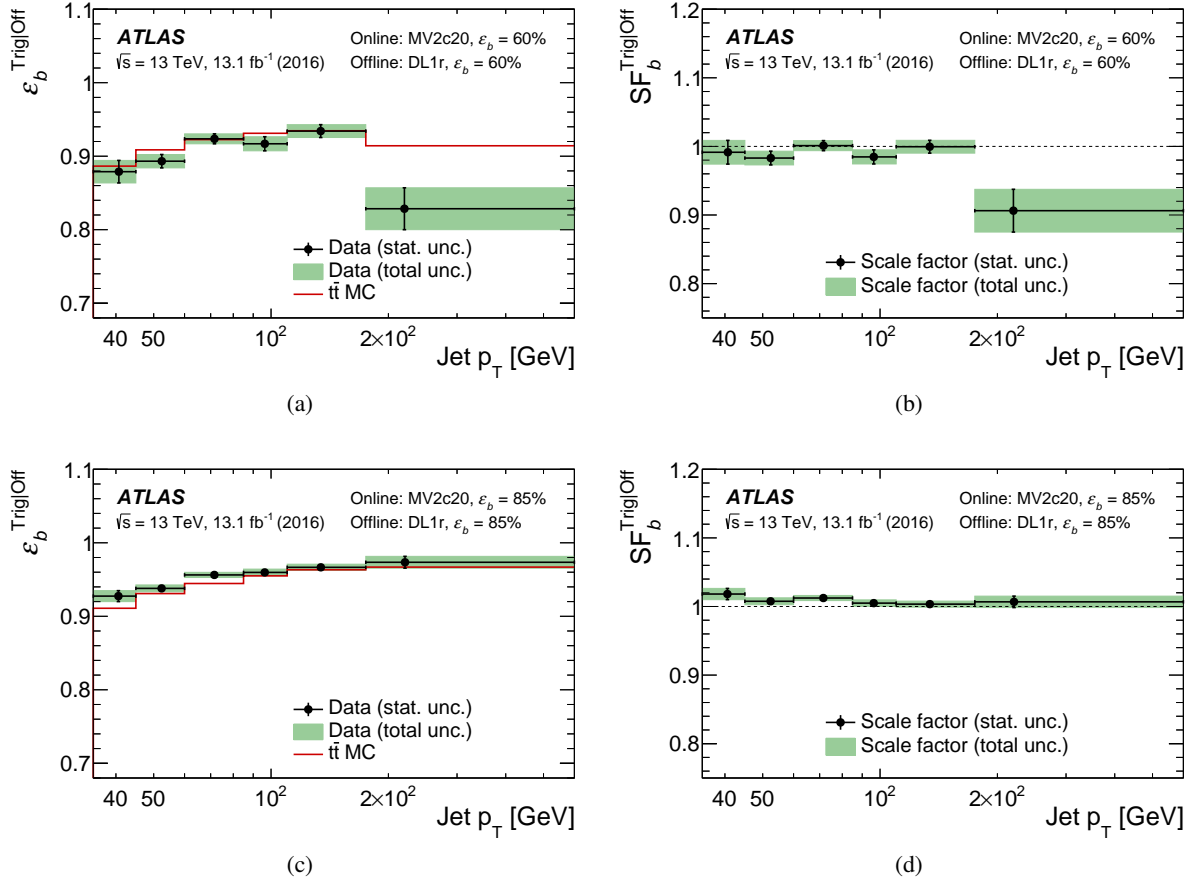 ε_b^Trig|Off
1.1
1
0.9
0.8
0.7
ATLAS
√s = 13 TeV, 13.1 fb⁻¹ (2016)
Online: MV2c20, ε_b = 60%
Offline: DL1r, ε_b = 60%
Data (stat. unc.)
Data (total unc.)
tt̄ MC
40 50 10² 2×10²
Jet p_T [GeV]
(a)
SF_b^Trig|Off
1.2
1.1
1
0.9
0.8
ATLAS
√s = 13 TeV, 13.1 fb⁻¹ (2016)
Online: MV2c20, ε_b = 60%
Offline: DL1r, ε_b = 60%
Scale factor (stat. unc.)
Scale factor (total unc.)
40 50 10² 2×10²
Jet p_T [GeV]
(b)
ε_b^Trig|Off
1.1
1
0.9
0.8
0.7
ATLAS
√s = 13 TeV, 13.1 fb⁻¹ (2016)
Online: MV2c20, ε_b = 85%
Offline: DL1r, ε_b = 85%
Data (stat. unc.)
Data (total unc.)
tt̄ MC
40 50 10² 2×10²
Jet p_T [GeV]
(c)
SF_b^Trig|Off
1.2
1.1
1
0.9
0.8
ATLAS
√s = 13 TeV, 13.1 fb⁻¹ (2016)
Online: MV2c20, ε_b = 85%
Offline: DL1r, ε_b = 85%
Scale factor (stat. unc.)
Scale factor (total unc.)
40 50 10² 2×10²
Jet p_T [GeV]
(d)